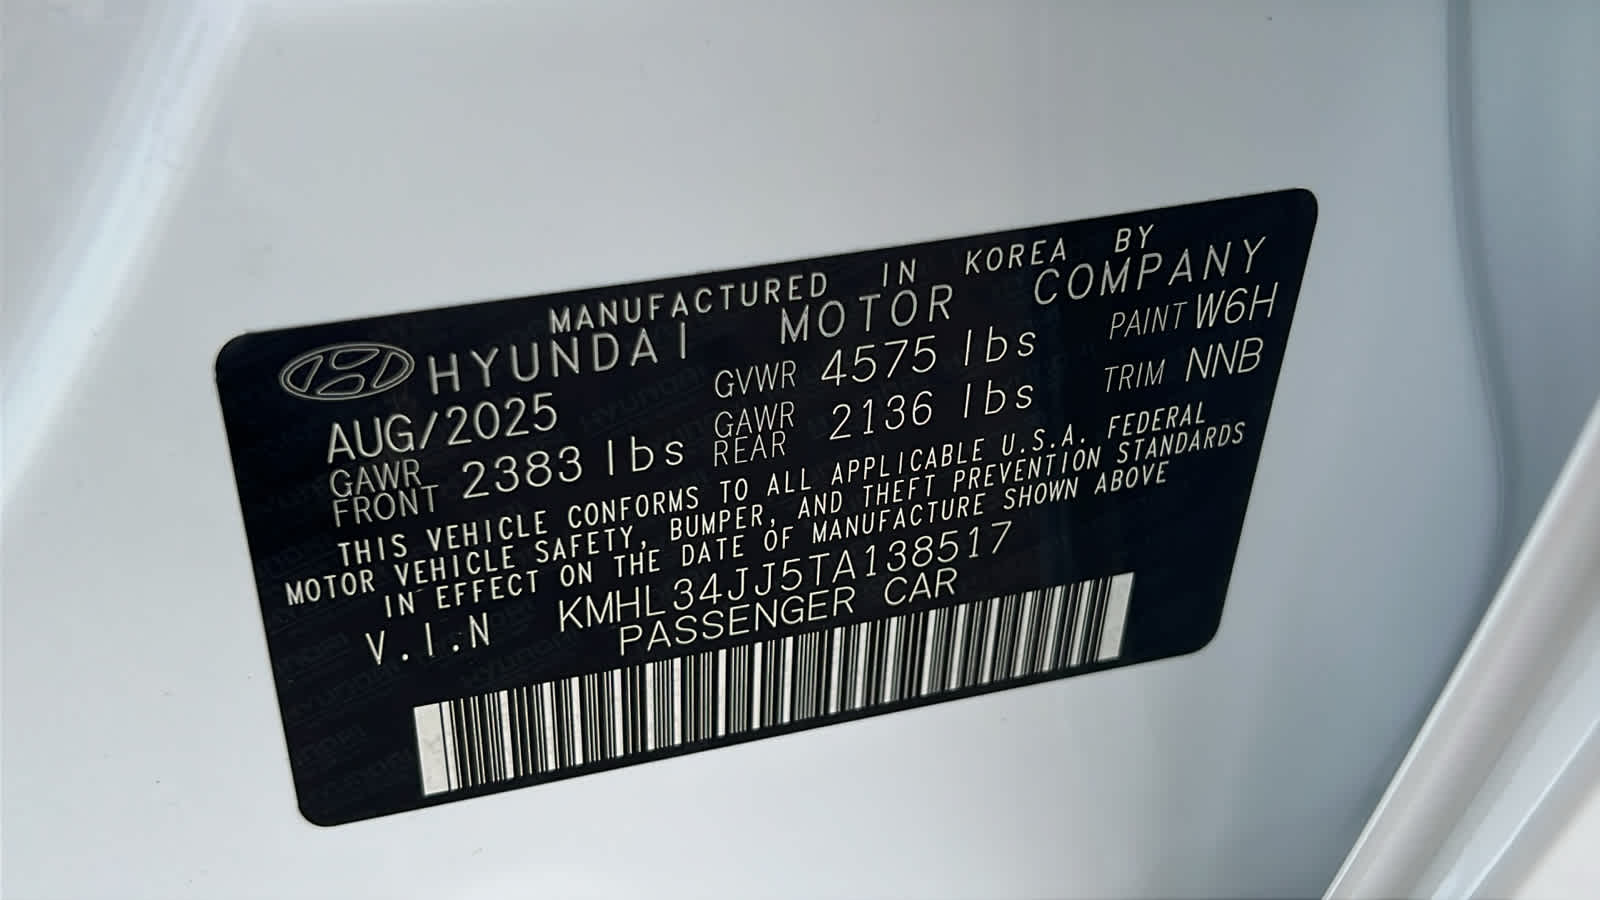 MANUFACTURED IN KOREA BY
HYUNDAI MOTOR COMPANY
AUG/2025 GVWR 4575 lbs PAINT W6H
GAWR FRONT 2383 lbs GAWR REAR 2136 lbs TRIM NNB
THIS VEHICLE CONFORMS TO ALL APPLICABLE U.S.A. FEDERAL
MOTOR VEHICLE SAFETY, BUMPER, AND THEFT PREVENTION STANDARDS
IN EFFECT ON THE DATE OF MANUFACTURE SHOWN ABOVE
V.I.N KMHL34JJ5TA138517
PASSENGER CAR